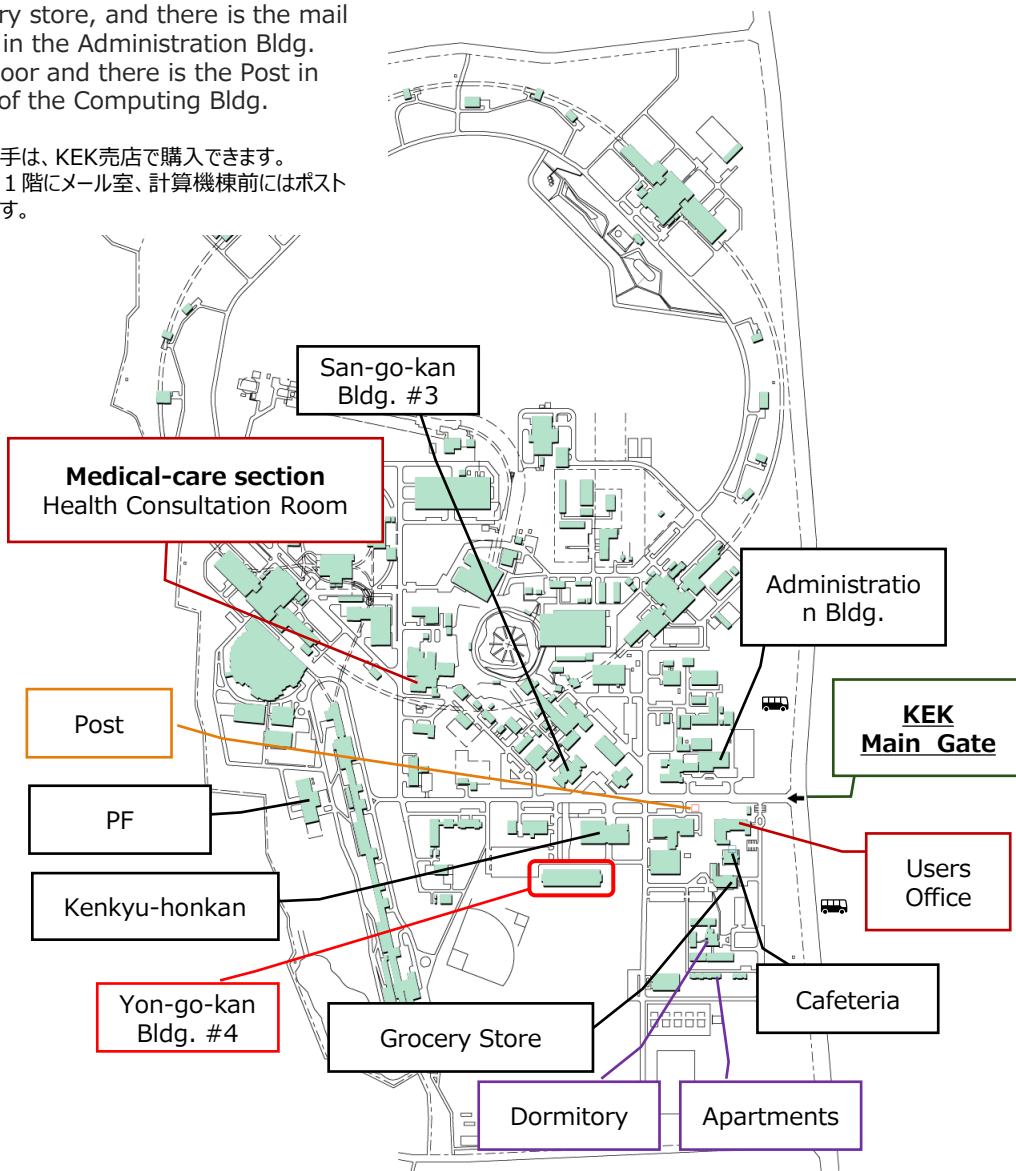 ry store, and there is the mail
in the Administration Bldg.
oor and there is the Post in
of the Computing Bldg.
手は、KEK売店で購入できます。
１階にメール室、計算機棟前にはポスト
す。
San-go-kan
Bldg. #3
Medical-care section
Health Consultation Room
Administratio
n Bldg.
Post
KEK
Main Gate
PF
Users
Office
Kenkyu-honkan
Yon-go-kan
Bldg. #4
Grocery Store
Cafeteria
Dormitory
Apartments